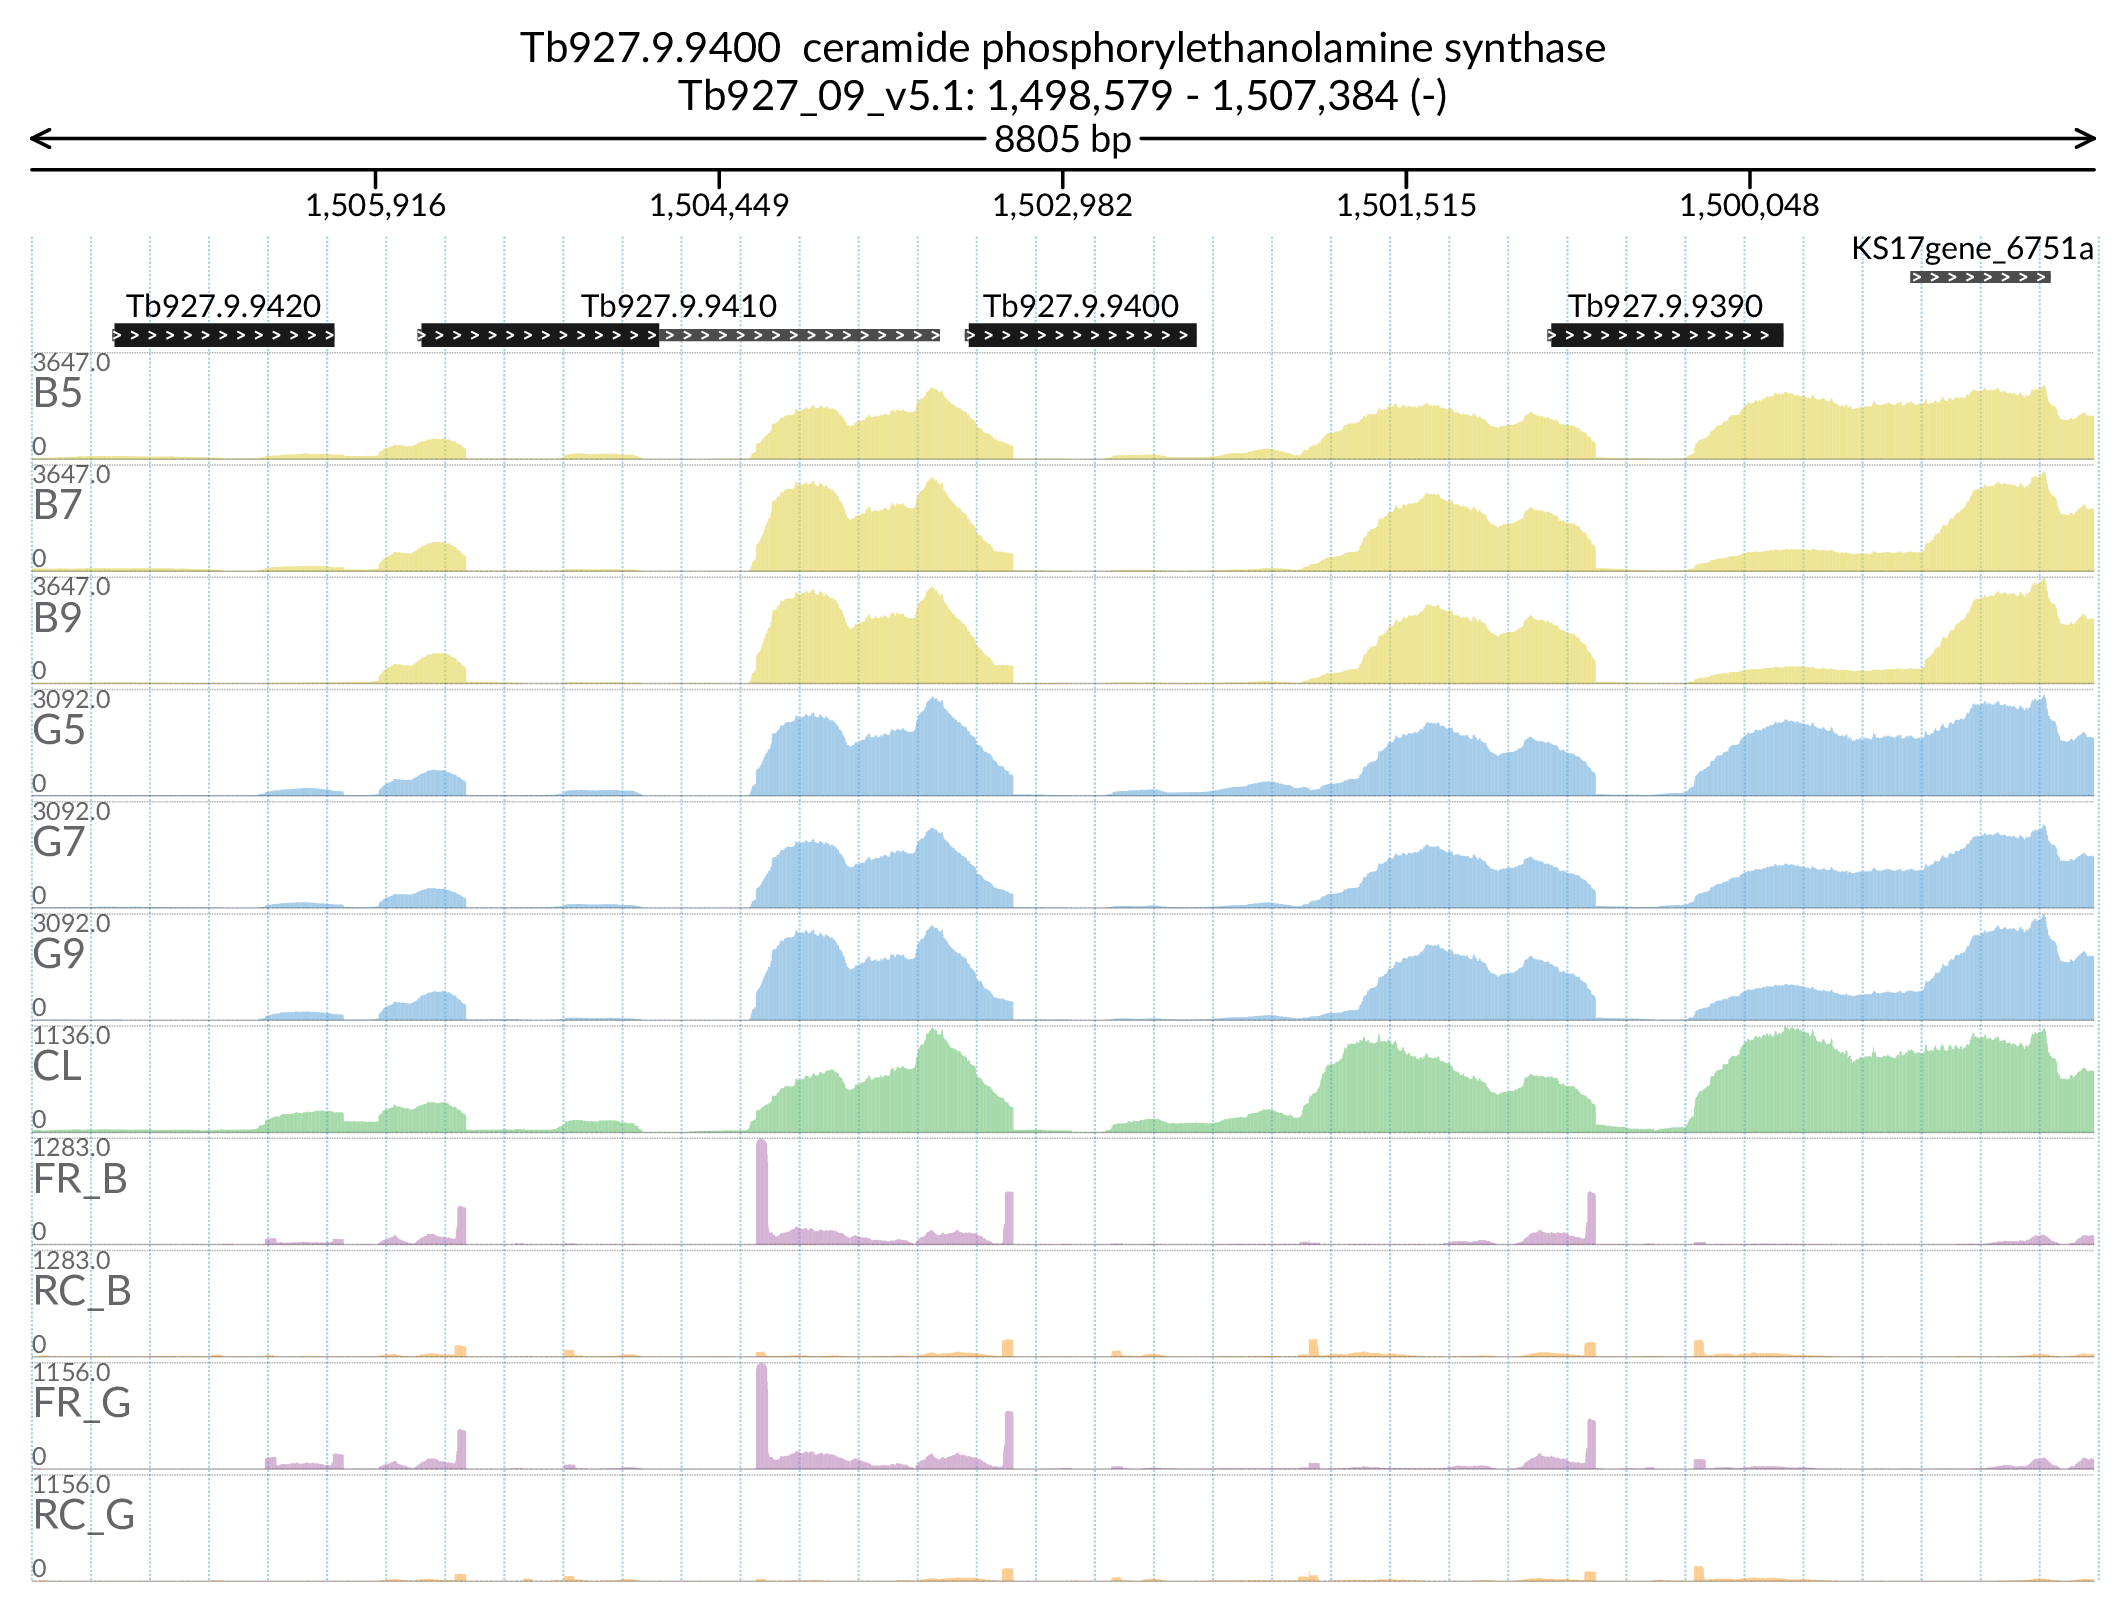 Tb927.9.9400  ceramide phosphorylethanolamine synthase
Tb927_09_v5.1: 1,498,579 - 1,507,384 (-)
8805 bp
1,505,916 1,504,449 1,502,982 1,501,515 1,500,048
KS17gene_6751a
Tb927.9.9420 Tb927.9.9410 Tb927.9.9400 Tb927.9.9390
3647.0
B5
0
3647.0
B7
0
3647.0
B9
0
3092.0
G5
0
3092.0
G7
0
3092.0
G9
0
1136.0
CL
0
1283.0
FR_B
0
1283.0
RC_B
0
1156.0
FR_G
0
1156.0
RC_G
0